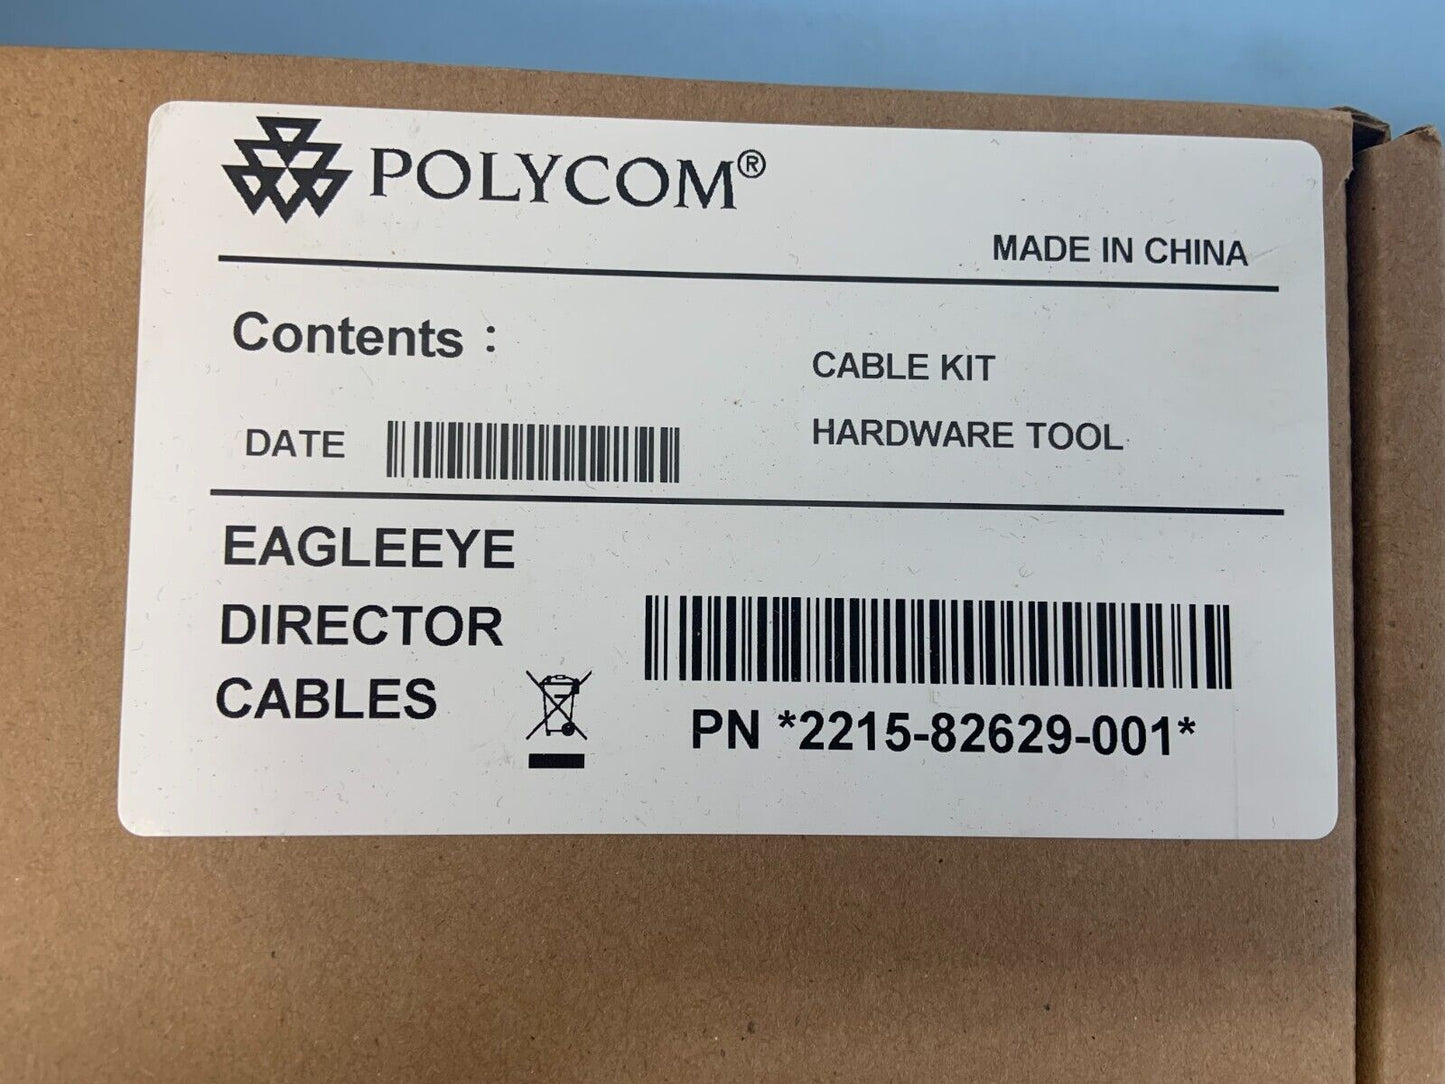 POLYCOM®
MADE IN CHINA
Contents :
CABLE KIT
DATE
HARDWARE TOOL
EAGLEEYE
DIRECTOR
CABLES
PN *2215-82629-001*